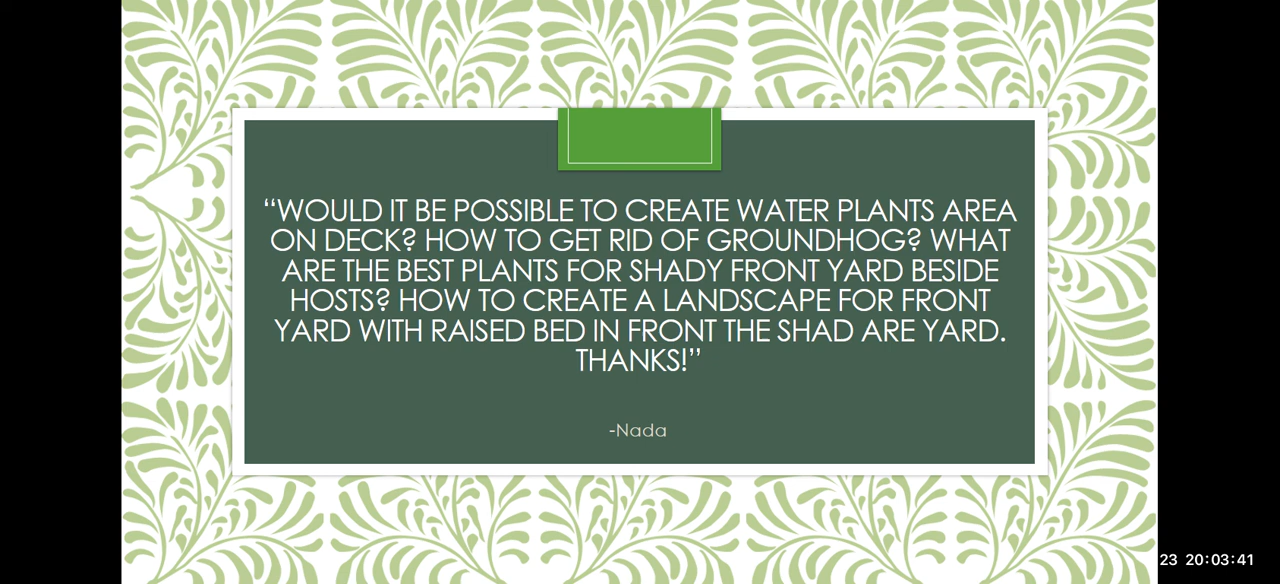 “WOULD IT BE POSSIBLE TO CREATE WATER PLANTS AREA
ON DECK? HOW TO GET RID OF GROUNDHOG? WHAT
ARE THE BEST PLANTS FOR SHADY FRONT YARD BESIDE
HOSTS? HOW TO CREATE A LANDSCAPE FOR FRONT
YARD WITH RAISED BED IN FRONT THE SHAD ARE YARD.
THANKS!”
-Nada
23 20:03:41